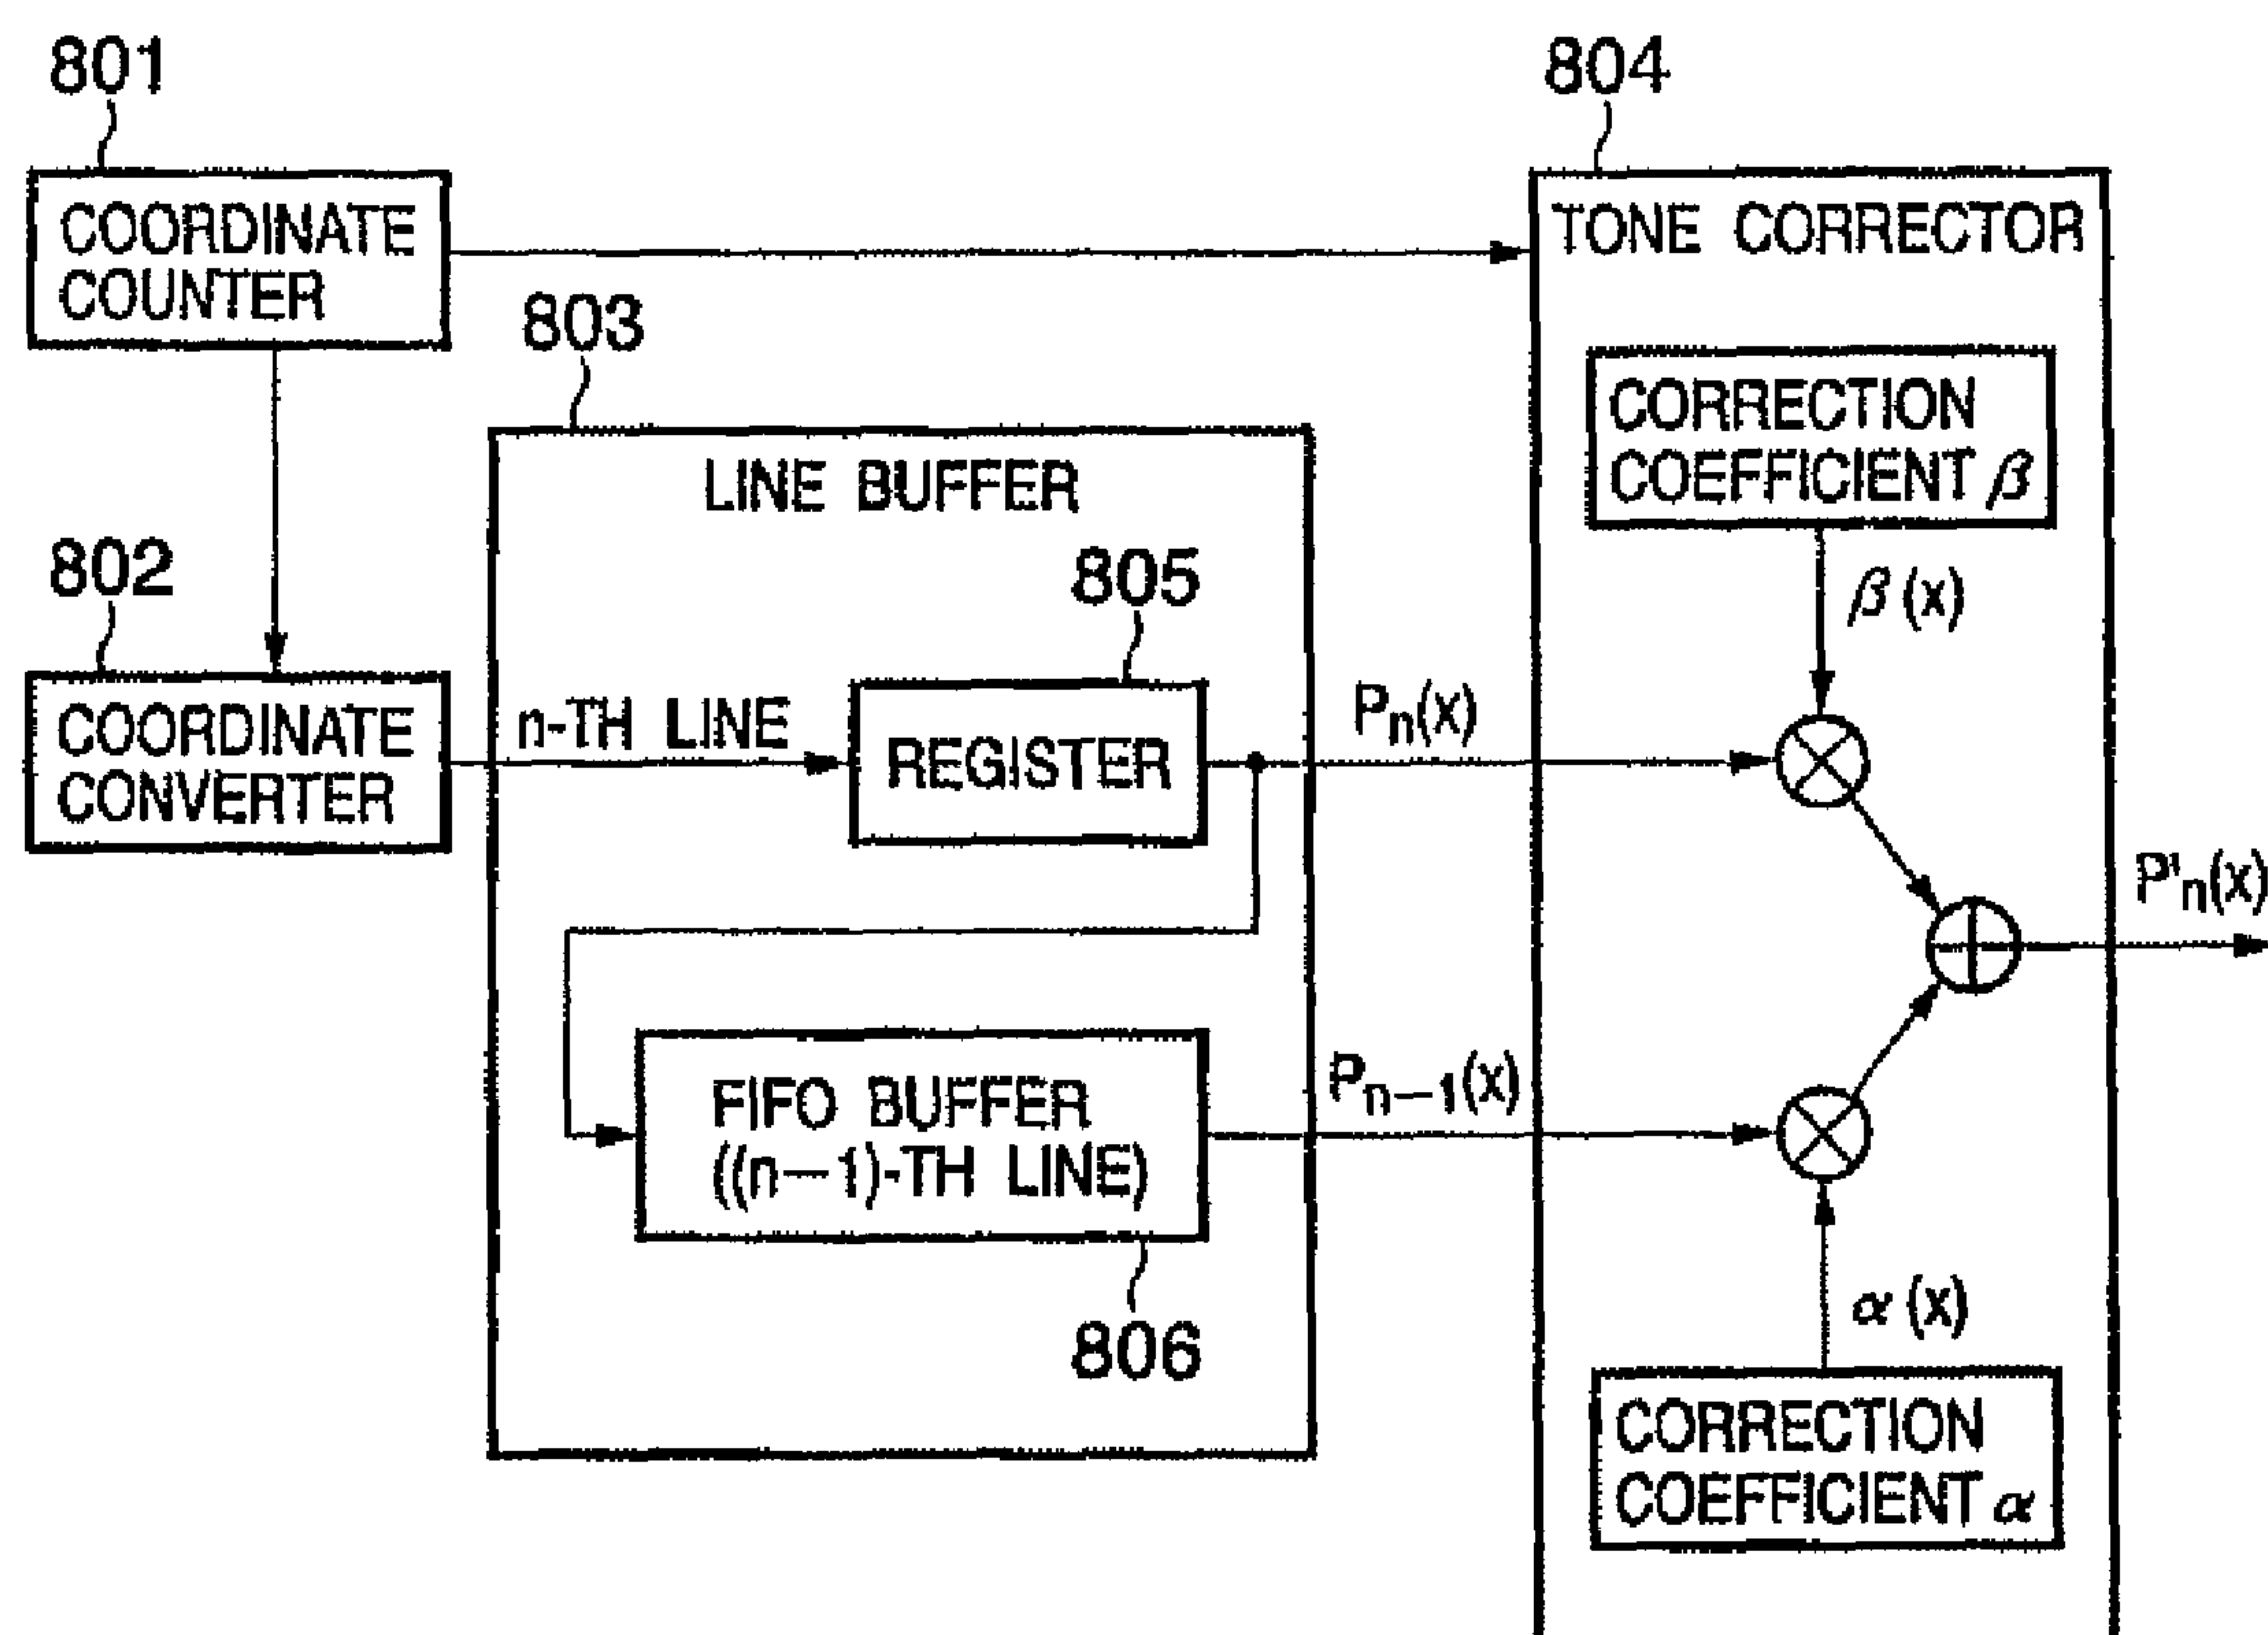 801
804
COORDINATE
COUNTER
TONE CORRECTOR
803
CORRECTION
COEFFICIENT β
LINE BUFFER
802
805
β(x)
COORDINATE
CONVERTER
n-TH LINE
REGISTER
Pn(x)
P'n(x)
FIFO BUFFER
((n—1)-TH LINE)
Pn—1(x)
α(x)
806
CORRECTION
COEFFICIENT α